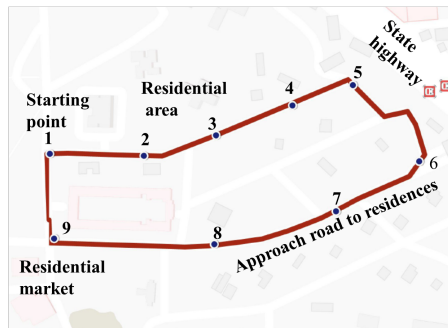 State
highway
5
4
Residential
area
3
Starting
point
1
2
6
7
Approach road to residences
9
8
Residential
market